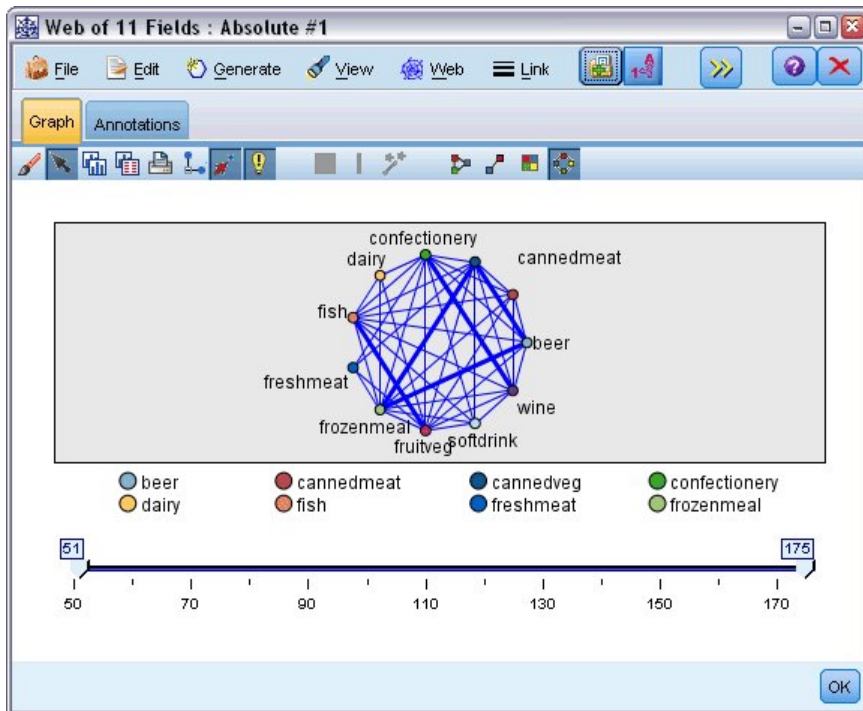 Web of 11 Fields : Absolute #1
File Edit Generate View Web Link
Graph Annotations
confectionery
dairy cannedmeat
fish
beer
freshmeat
wine
frozenmeal softdrink
fruitveg
beer cannedmeat cannedveg confectionery
dairy fish freshmeat frozenmeal
51 175
50 70 90 110 130 150 170
OK